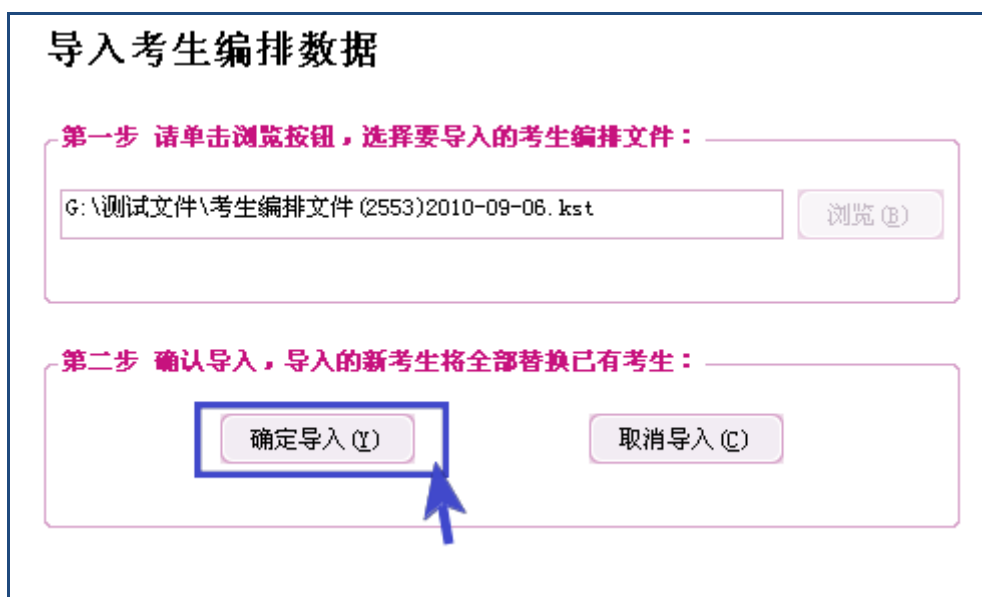 导入考生编排数据
第一步 请单击浏览按钮，选择要导入的考生编排文件：
G:\测试文件\考生编排文件(2553)2010-09-06.kst
浏览(B)
第二步 确认导入，导入的新考生将全部替换已有考生：
确定导入(Y)
取消导入(C)